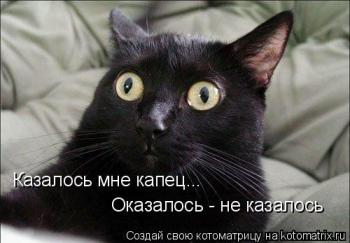 Казалось мне капец...
Оказалось - не казалось
Создай свою котоматрицу на kotomatrix.ru